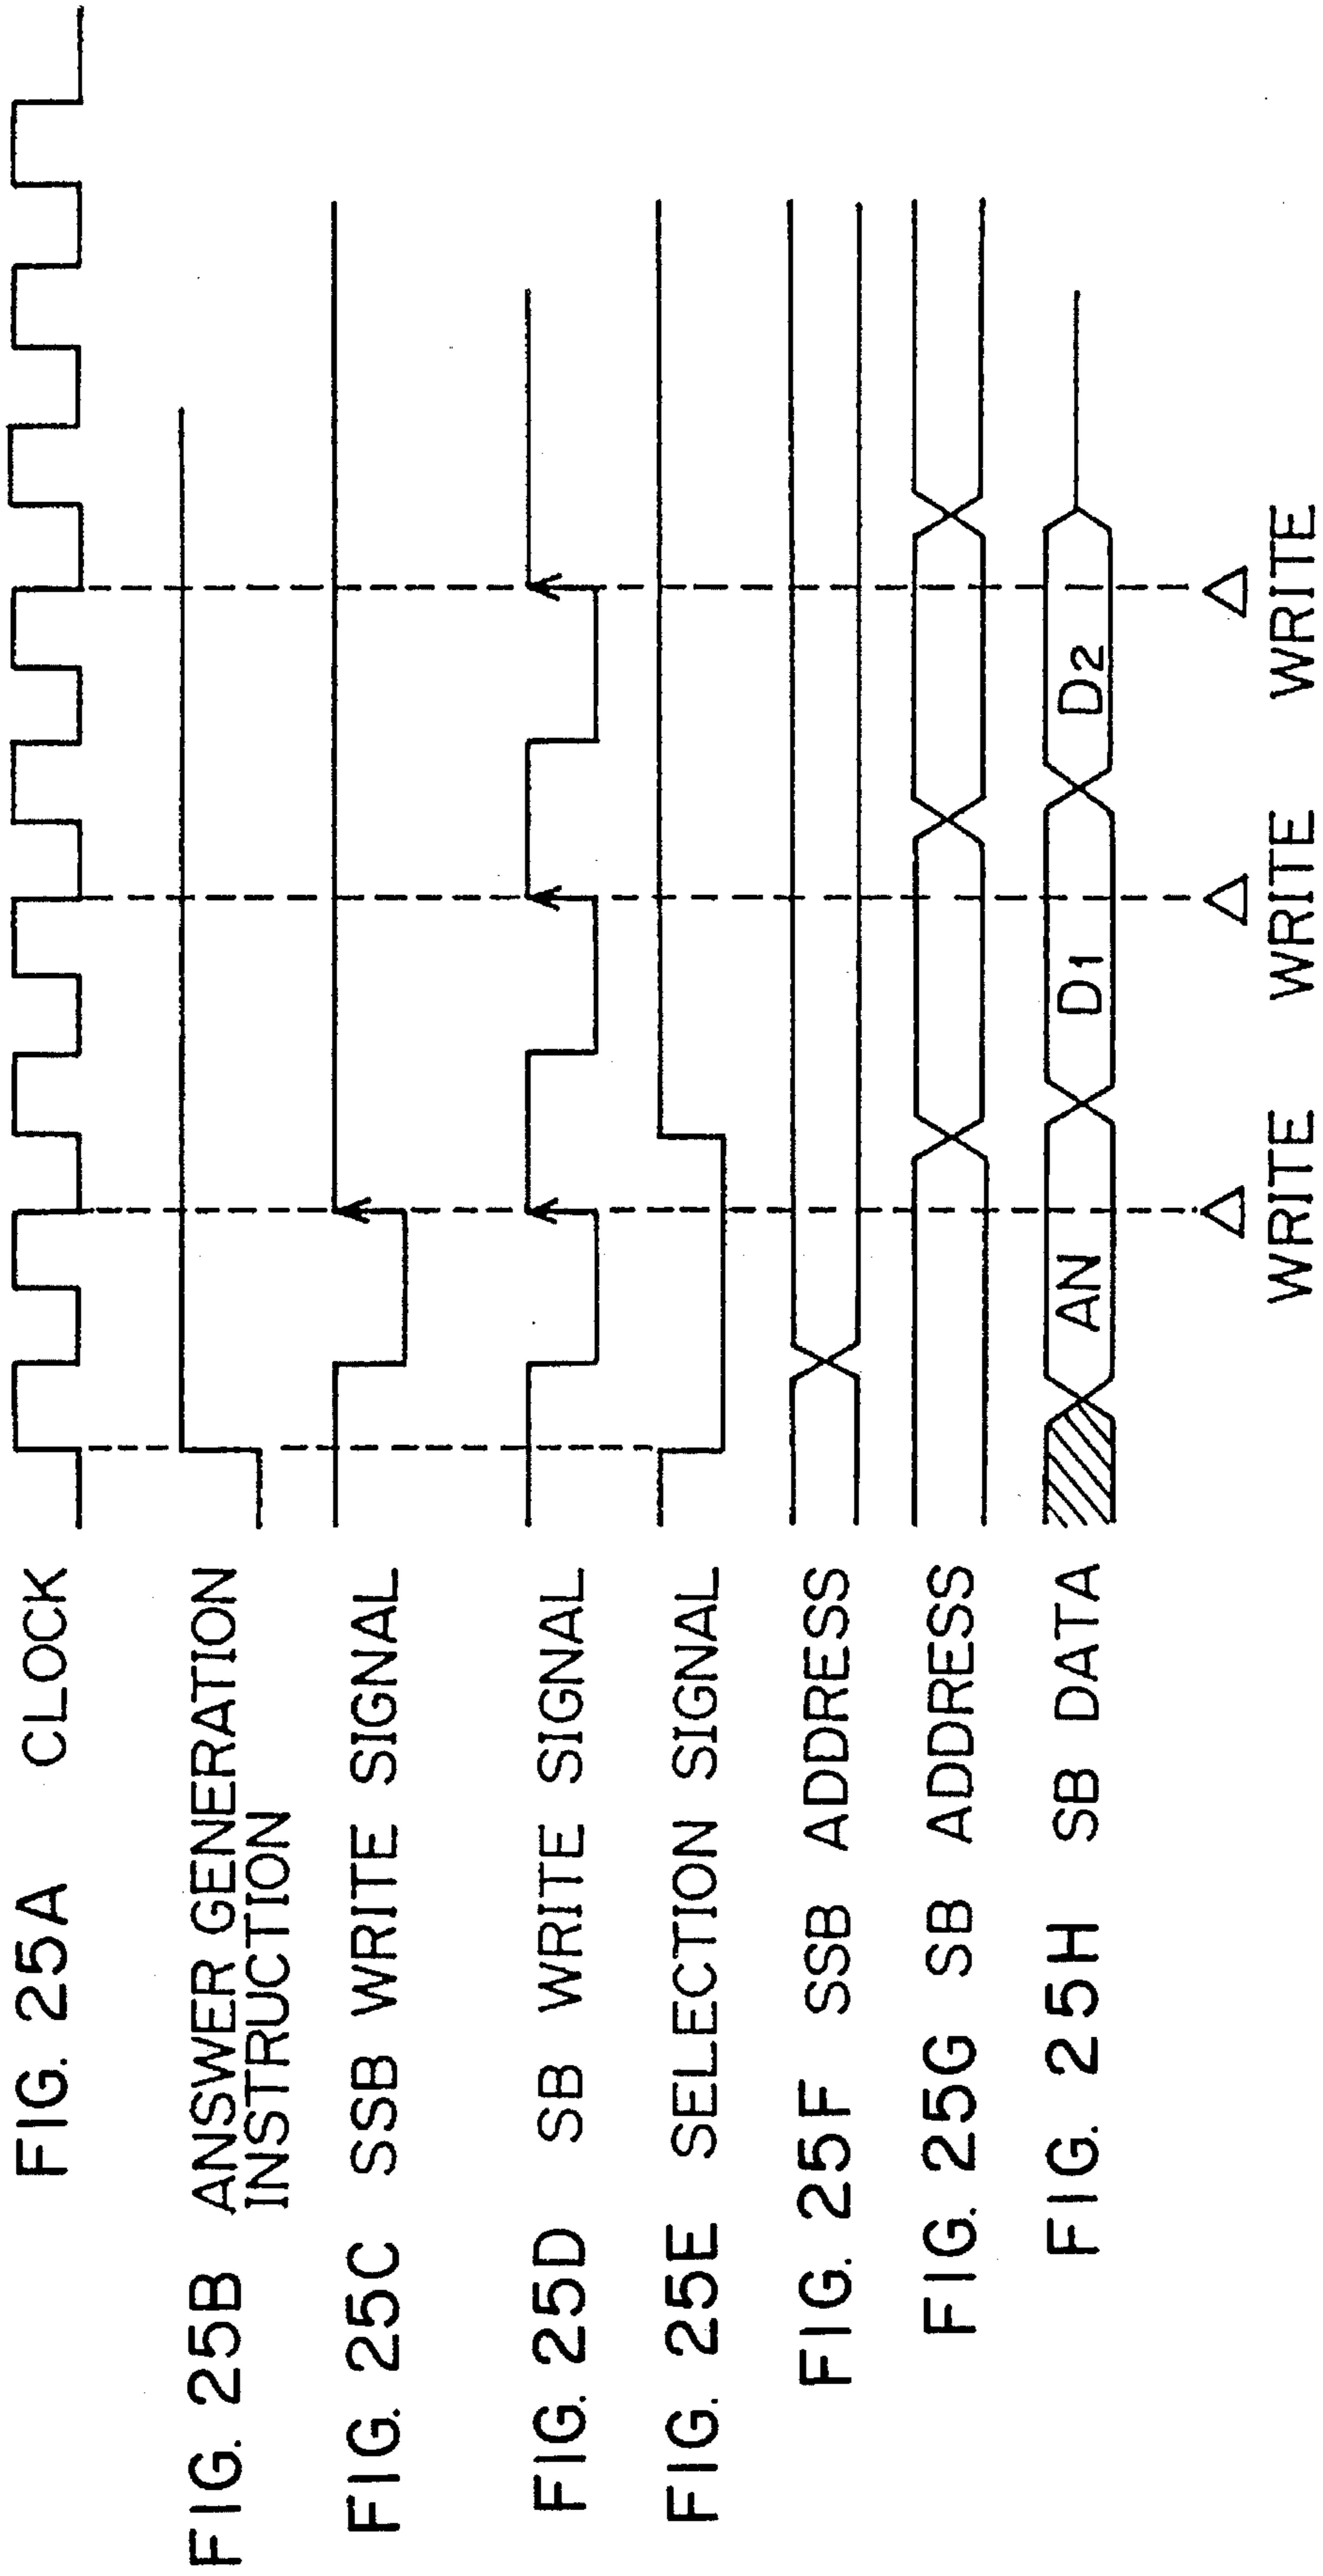 FIG. 25A CLOCK
FIG. 25B ANSWER GENERATION
INSTRUCTION
FIG. 25C SSB WRITE SIGNAL
FIG. 25D SB WRITE SIGNAL
FIG. 25E SELECTION SIGNAL
FIG. 25F SSB ADDRESS
FIG. 25G SB ADDRESS
FIG. 25H SB DATA
AN D1 D2
WRITE WRITE WRITE